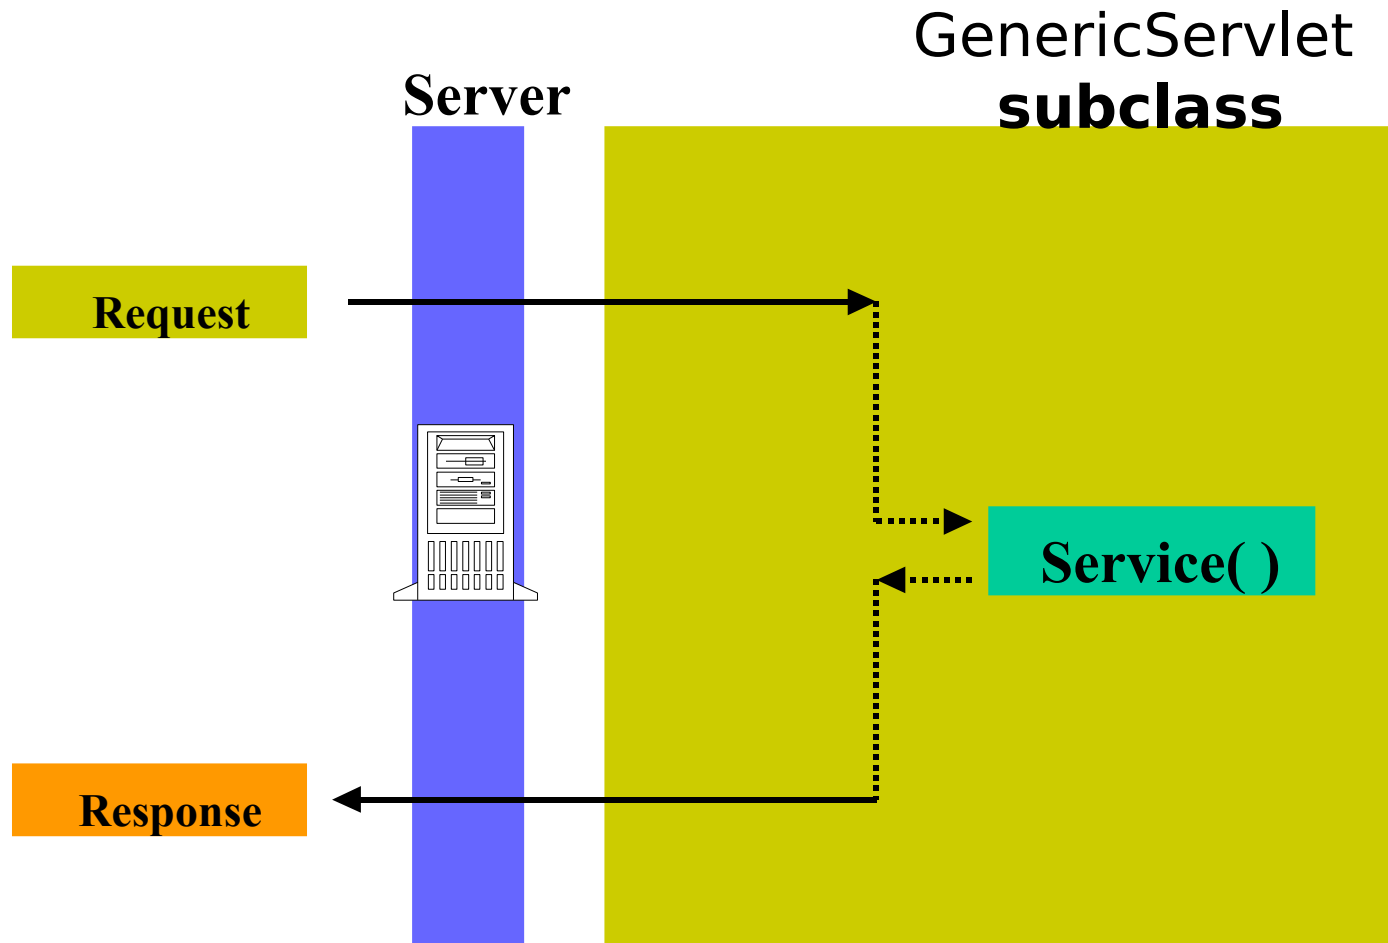 GenericServlet
subclass
Server
Request
Service( )
Response